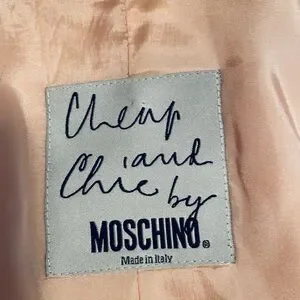 Cheap
and
Chic by
MOSCHINO®
Made in Italy